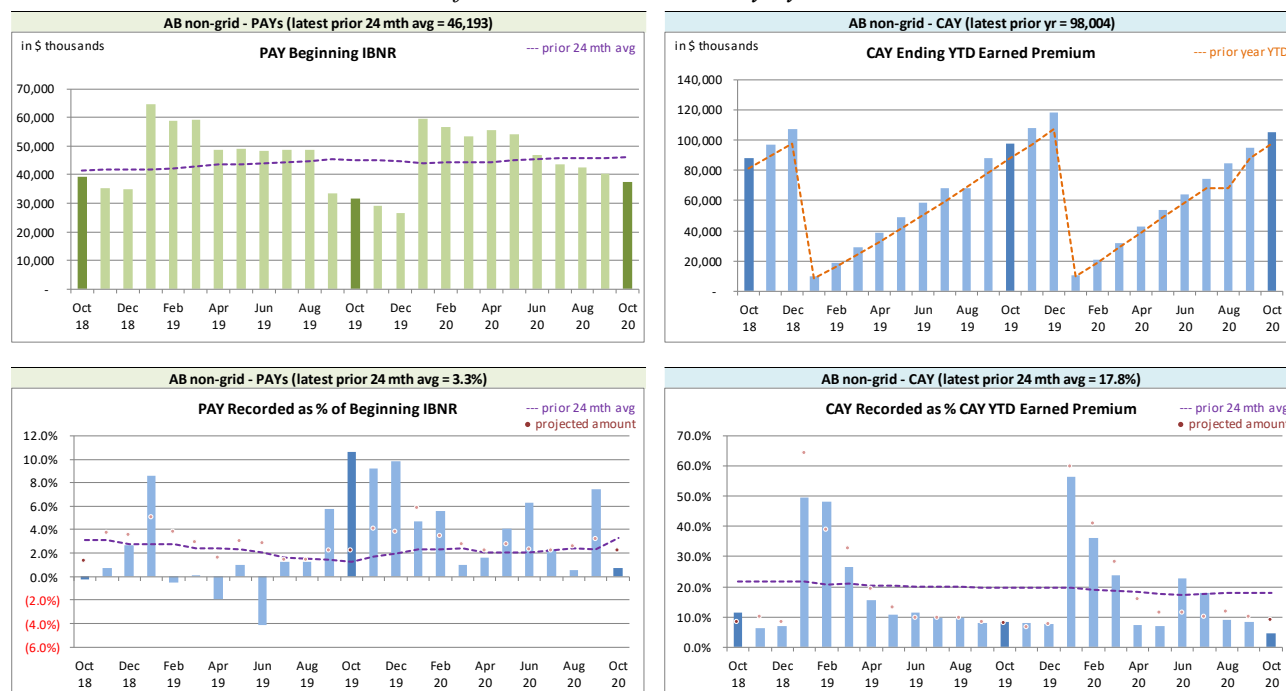 AB non-grid - PAYs (latest prior 24 mth avg = 46,193)
in $ thousands
PAY Beginning IBNR
--- prior 24 mth avg
70,000
60,000
50,000
40,000
30,000
20,000
10,000
-
Oct Dec Feb Apr Jun Aug Oct Dec Feb Apr Jun Aug Oct
18 18 19 19 19 19 19 19 20 20 20 20 20
AB non-grid - CAY (latest prior yr = 98,004)
in $ thousands
CAY Ending YTD Earned Premium
--- prior year YTD
140,000
120,000
100,000
80,000
60,000
40,000
20,000
-
Oct Dec Feb Apr Jun Aug Oct Dec Feb Apr Jun Aug Oct
18 18 19 19 19 19 19 19 20 20 20 20 20
AB non-grid - PAYs (latest prior 24 mth avg = 3.3%)
PAY Recorded as % of Beginning IBNR
--- prior 24 mth avg
• projected amount
12.0%
10.0%
8.0%
6.0%
4.0%
2.0%
0.0%
(2.0%)
(4.0%)
(6.0%)
Oct Dec Feb Apr Jun Aug Oct Dec Feb Apr Jun Aug Oct
18 18 19 19 19 19 19 19 20 20 20 20 20
AB non-grid - CAY (latest prior 24 mth avg = 17.8%)
CAY Recorded as % CAY YTD Earned Premium
--- prior 24 mth avg
• projected amount
70.0%
60.0%
50.0%
40.0%
30.0%
20.0%
10.0%
0.0%
Oct Dec Feb Apr Jun Aug Oct Dec Feb Apr Jun Aug Oct
18 18 19 19 19 19 19 19 20 20 20 20 20